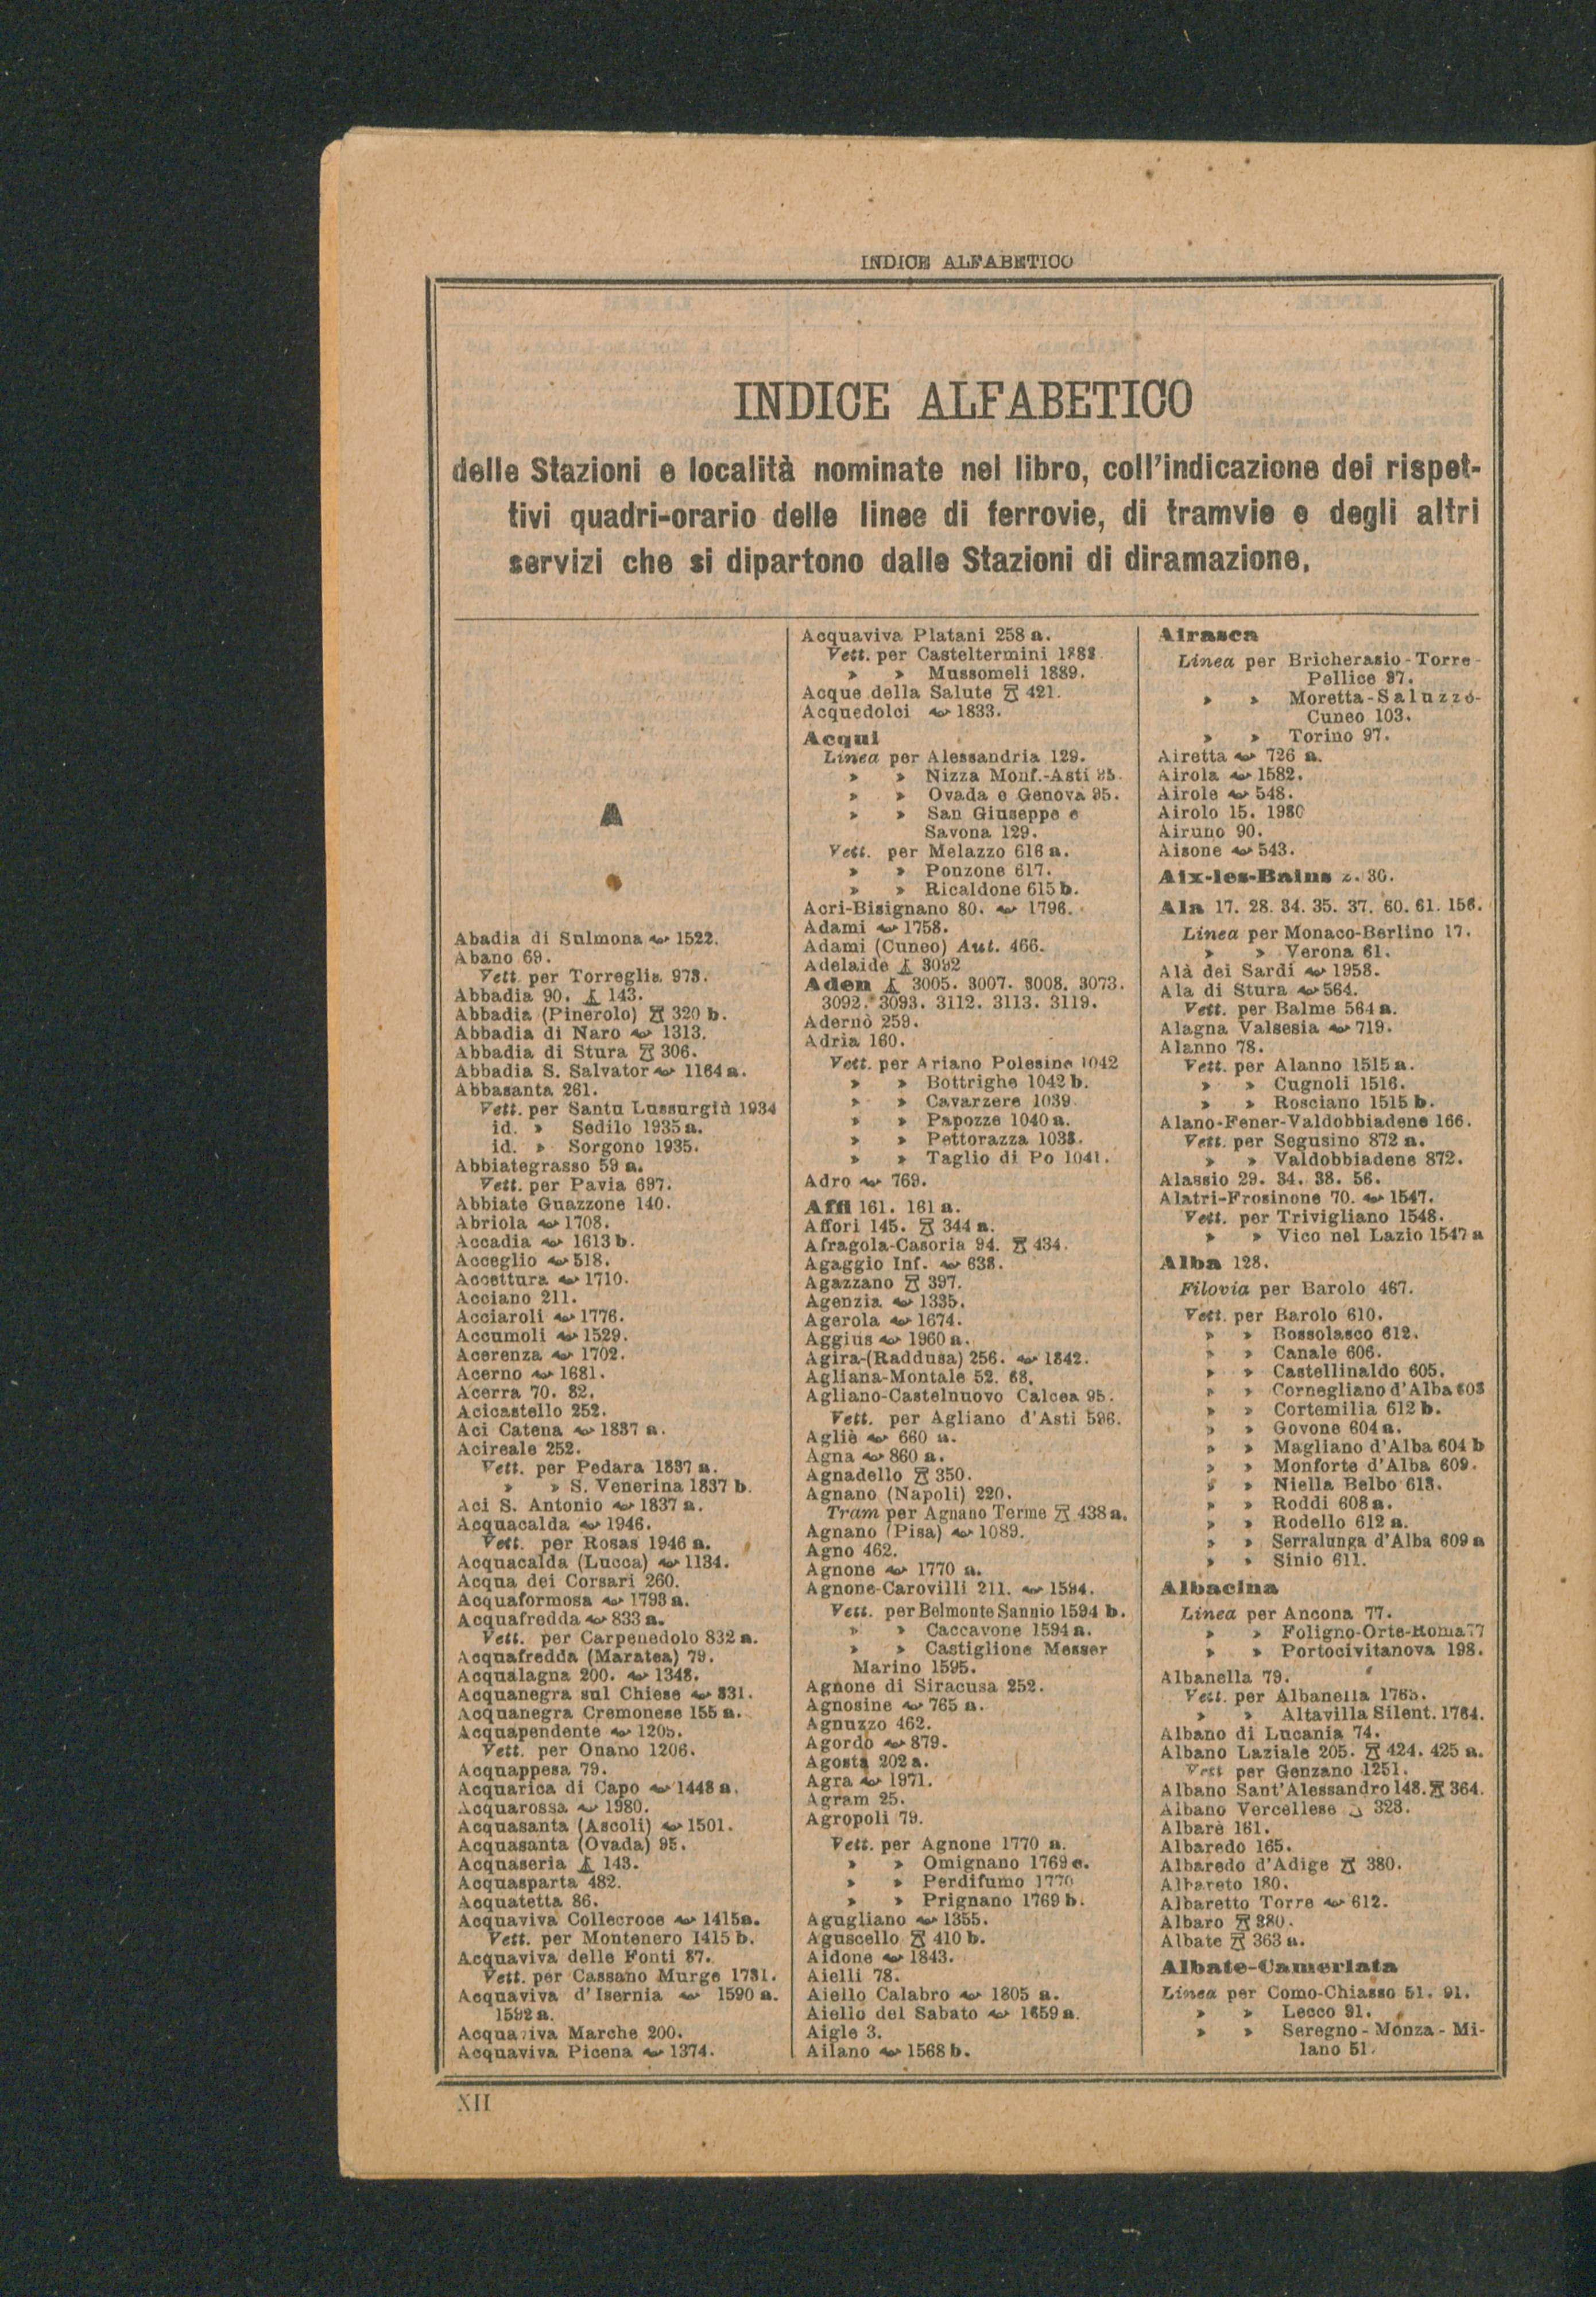 INDICE ALFABETICO
INDICE ALFABETICO
delle Stazioni e località nominate nel libro, coll'indicazione dei rispet-
tivi quadri-orario delle linee di ferrovie, di tramvie e degli altri
servizi che si dipartono dalle Stazioni di diramazione.
A
Abadia di Sulmona 1522.
Abano 69.
Vett. per Torreglia 973.
Abbadia 90. 143.
Abbadia (Pinerolo) 320 b.
Abbadia di Naro 1313.
Abbadia di Stura 306.
Abbadia S. Salvator 1164 a.
Abbasanta 261.
Vett. per Santu Lussurgiù 1934
id. » Sedilo 1935 a.
id. » Sorgono 1935.
Abbiategrasso 59 a.
Vett. per Pavia 697.
Abbiate Guazzone 140.
Abriola 1708.
Accadia 1613 b.
Acceglio 518.
Accettura 1710.
Acciano 211.
Acciaroli 1776.
Accumoli 1529.
Acerenza 1702.
Acerno 1681.
Acerra 70. 82.
Acicastello 252.
Aci Catena 1837 a.
Acireale 252.
Vett. per Pedara 1837 a.
» » S. Venerina 1837 b.
Aci S. Antonio 1837 a.
Acquacalda 1946.
Vett. per Rosas 1946 a.
Acquacalda (Lucca) 1134.
Acqua dei Corsari 260.
Acquaformosa 1793 a.
Acquafredda 833 a.
Vett. per Carpenedolo 832 a.
Acquafredda (Maratea) 79.
Acqualagna 200. 1348.
Acquanegra sul Chiese 831.
Acquanegra Cremonese 155 a.
Acquapendente 1205.
Vett. per Onano 1206.
Acquappesa 79.
Acquarica di Capo 1448 a.
Acquarossa 1980.
Acquasanta (Ascoli) 1501.
Acquasanta (Ovada) 95.
Acquaseria 143.
Acquasparta 482.
Acquatetta 86.
Acquaviva Collecroce 1415a.
Vett. per Montenero 1415 b.
Acquaviva delle Fonti 87.
Vett. per Cassano Murge 1731.
Acquaviva d'Isernia 1590 a.
1592 a.
Acquaviva Marche 200.
Acquaviva Picena 1374.
Acquaviva Platani 258 a.
Vett. per Casteltermini 1888.
» » Mussomeli 1889.
Acque della Salute 421.
Acquedolci 1833.
Acqui
Linea per Alessandria 129.
» » Nizza Monf.-Asti 95.
» » Ovada e Genova 95.
» » San Giuseppe e
Savona 129.
Vett. per Melazzo 616 a.
» » Ponzone 617.
» » Ricaldone 615 b.
Acri-Bisignano 80. 1796.
Adami 1758.
Adami (Cuneo) Aut. 466.
Adelaide 3092
Aden 3005. 3007. 3008. 3073.
3092. 3093. 3112. 3113. 3119.
Adernò 259.
Adria 160.
Vett. per Ariano Polesine 1042
» » Bottrighe 1042 b.
» » Cavarzere 1039.
» » Papozze 1040 a.
» » Pettorazza 1038.
» » Taglio di Po 1041.
Adro 769.
Affi 161. 161 a.
Affori 145. 344 a.
Afragola-Casoria 94. 434.
Agaggio Inf. 638.
Agazzano 397.
Agenzia 1335.
Agerola 1674.
Aggius 1960 a.
Agira-(Raddusa) 256. 1842.
Agliana-Montale 52. 68.
Agliano-Castelnuovo Calcea 95.
Vett. per Agliano d'Asti 596.
Agliè 660 a.
Agna 860 a.
Agnadello 350.
Agnano (Napoli) 220.
Tram per Agnano Terme 438 a.
Agnano (Pisa) 1089.
Agno 462.
Agnone 1770 a.
Agnone-Carovilli 211. 1594.
Vett. per Belmonte Sannio 1594 b.
» » Caccavone 1594 a.
» » Castiglione Messer
Marino 1595.
Agnone di Siracusa 252.
Agnosine 765 a.
Agnuzzo 462.
Agordo 879.
Agosta 202 a.
Agra 1971.
Agram 25.
Agropoli 79.
Vett. per Agnone 1770 a.
» » Omignano 1769 c.
» » Perdifumo 1770
» » Prignano 1769 b.
Agugliano 1355.
Aguscello 410 b.
Aidone 1843.
Aielli 78.
Aiello Calabro 1805 a.
Aiello del Sabato 1659 a.
Aigle 3.
Ailano 1568 b.
Airasca
Linea per Bricherasio-Torre-
Pellice 97.
» » Moretta-Saluzzo-
Cuneo 103.
» » Torino 97.
Airetta 726 a.
Airola 1582.
Airole 548.
Airolo 15. 1980
Airuno 90.
Aisone 543.
Aix-les-Bains 2. 30.
Ala 17. 28. 34. 35. 37. 60. 61. 156.
Linea per Monaco-Berlino 17.
» » Verona 61.
Alà dei Sardi 1958.
Ala di Stura 564.
Vett. per Balme 564 a.
Alagna Valsesia 719.
Alanno 78.
Vett. per Alanno 1515 a.
» » Cugnoli 1516.
» » Rosciano 1515 b.
Alano-Fener-Valdobbiadene 166.
Vett. per Segusino 872 a.
» » Valdobbiadene 872.
Alassio 29. 34. 38. 56.
Alatri-Frosinone 70. 1547.
Vett. per Trivigliano 1548.
» » Vico nel Lazio 1547 a
Alba 128.
Filovia per Barolo 467.
Vett. per Barolo 610.
» » Bossolasco 612.
» » Canale 606.
» » Castellinaldo 605.
» » Cornegliano d'Alba 603
» » Cortemilia 612 b.
» » Govone 604 a.
» » Magliano d'Alba 604 b
» » Monforte d'Alba 609.
» » Niella Belbo 613.
» » Roddi 608 a.
» » Rodello 612 a.
» » Serralunga d'Alba 609 a
» » Sinio 611.
Albacina
Linea per Ancona 77.
» » Foligno-Orte-Roma 77
» » Portocivitanova 198.
Albanella 79.
Vett. per Albanella 1765.
» » Altavilla Silent. 1764.
Albano di Lucania 74.
Albano Laziale 205. 424. 425 a.
Vett per Genzano 1251.
Albano Sant'Alessandro 148. 364.
Albano Vercellese 328.
Albarè 161.
Albaredo 165.
Albaredo d'Adige 380.
Albareto 180.
Albaretto Torre 612.
Albaro 380.
Albate 363 a.
Albate-Camerlata
Linea per Como-Chiasso 51. 91.
» » Lecco 91.
» » Seregno-Monza-Mi-
lano 51.
XII